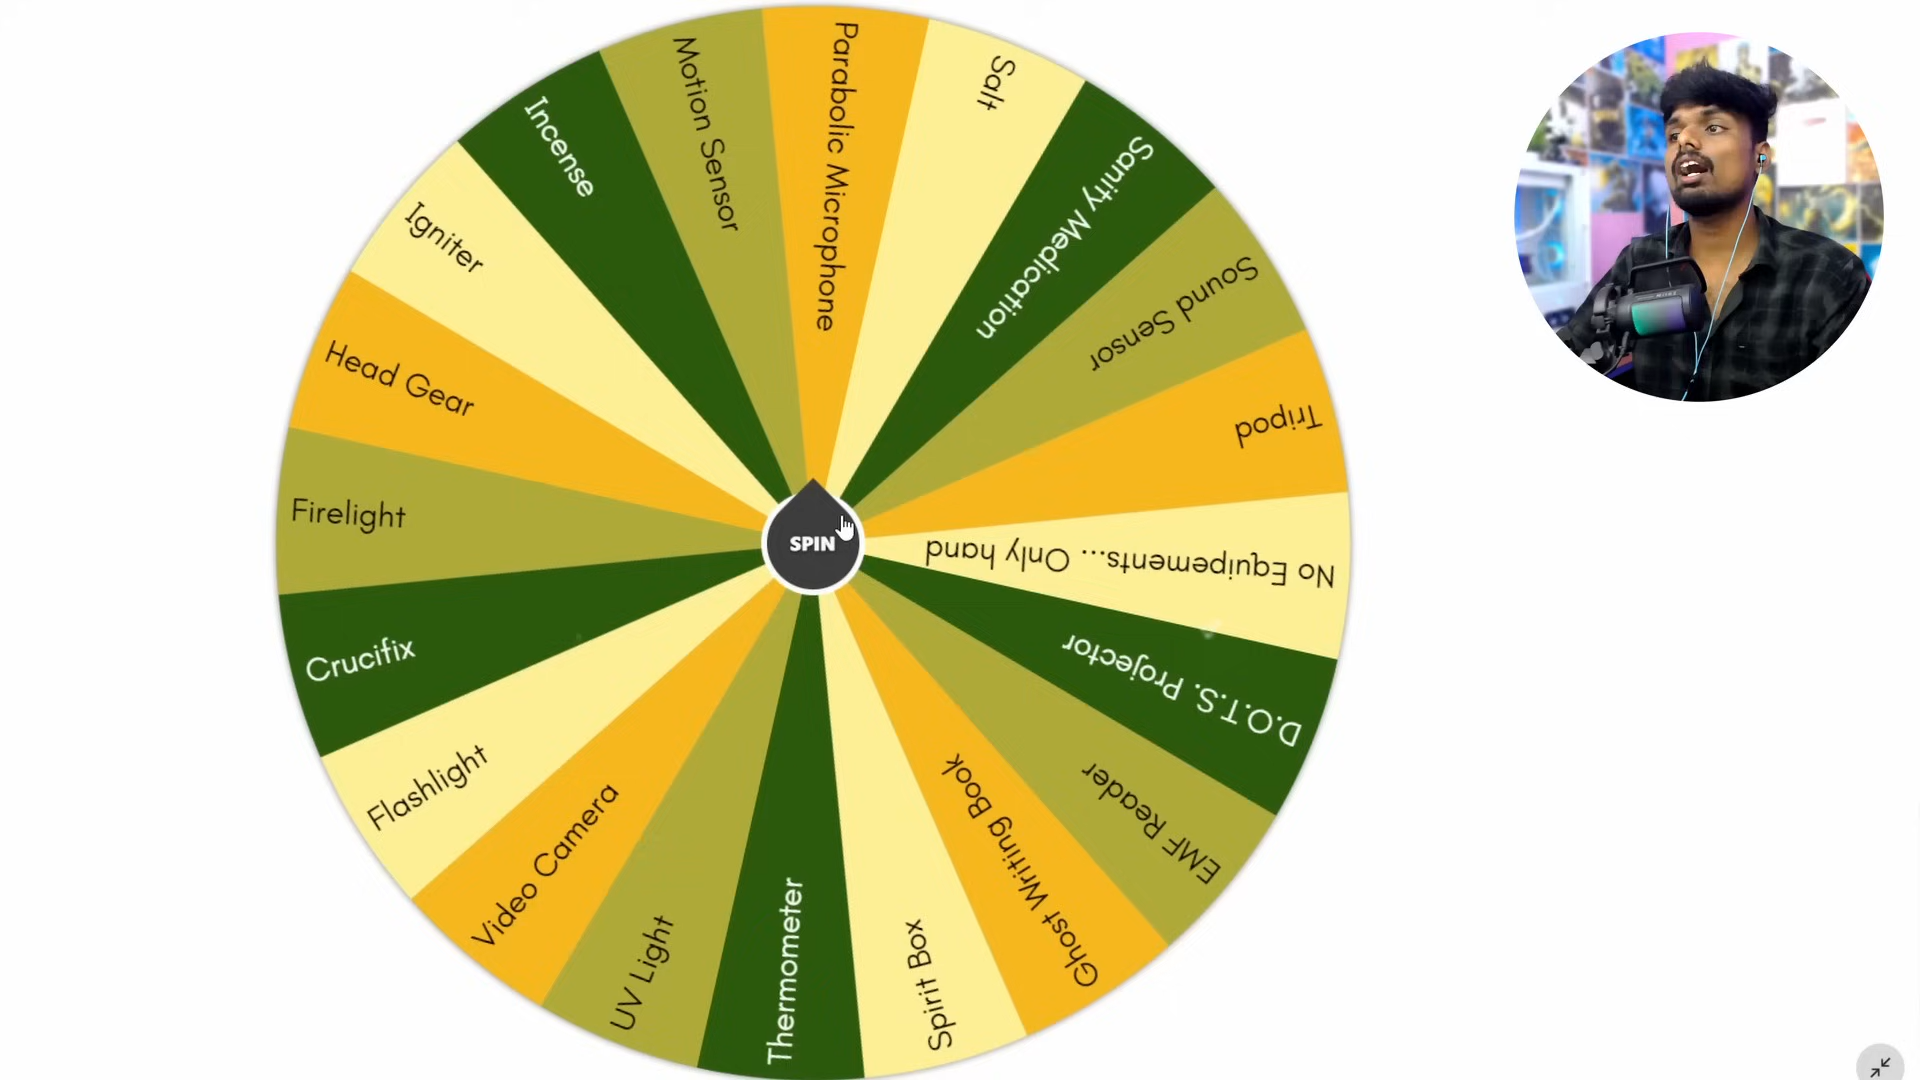 Parabolic Microphone
Salt
Sanity Medication
Sound Sensor
Tripod
No Equipements... Only hand
D.O.T.S. Projector
EMF Reader
Ghost Writing Book
Spirit Box
Thermometer
UV Light
Video Camera
Flashlight
Crucifix
Firelight
Head Gear
Igniter
Incense
Motion Sensor
SPIN